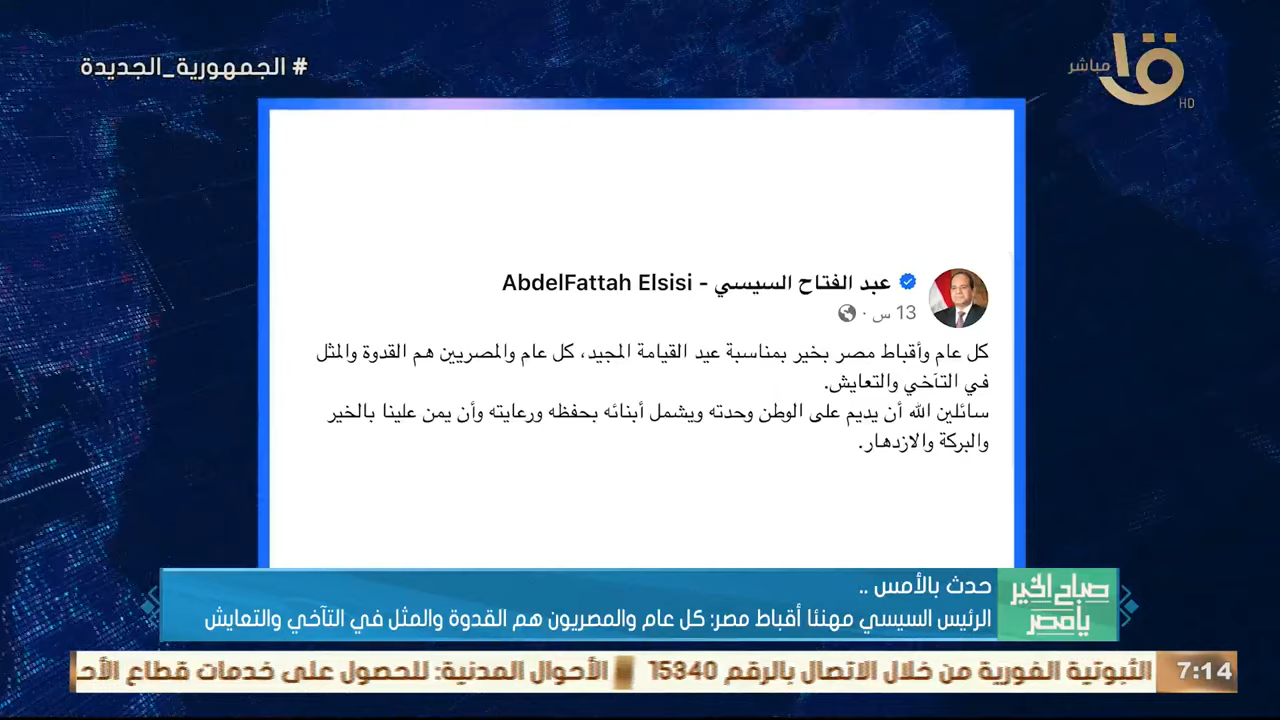 #الجمهورية_الجديدة
مباشر
HD
عبد الفتاح السيسي - AbdelFattah Elsisi
13 س ·
كل عام وأقباط مصر بخير بمناسبة عيد القيامة المجيد، كل عام والمصريين هم القدوة والمثل
في التآخي والتعايش.
سائلين الله أن يديم على الوطن وحدته ويشمل أبنائه بحفظه ورعايته وأن يمن علينا بالخير
والبركة والازدهار.
صباح الخير
يا مصر
حدث بالأمس ..
الرئيس السيسي مهنئا أقباط مصر: كل عام والمصريون هم القدوة والمثل في التآخي والتعايش
7:14
الثبوتية الفورية من خلال الاتصال بالرقم 15340 الأحوال المدنية: للحصول على خدمات قطاع الأحـ